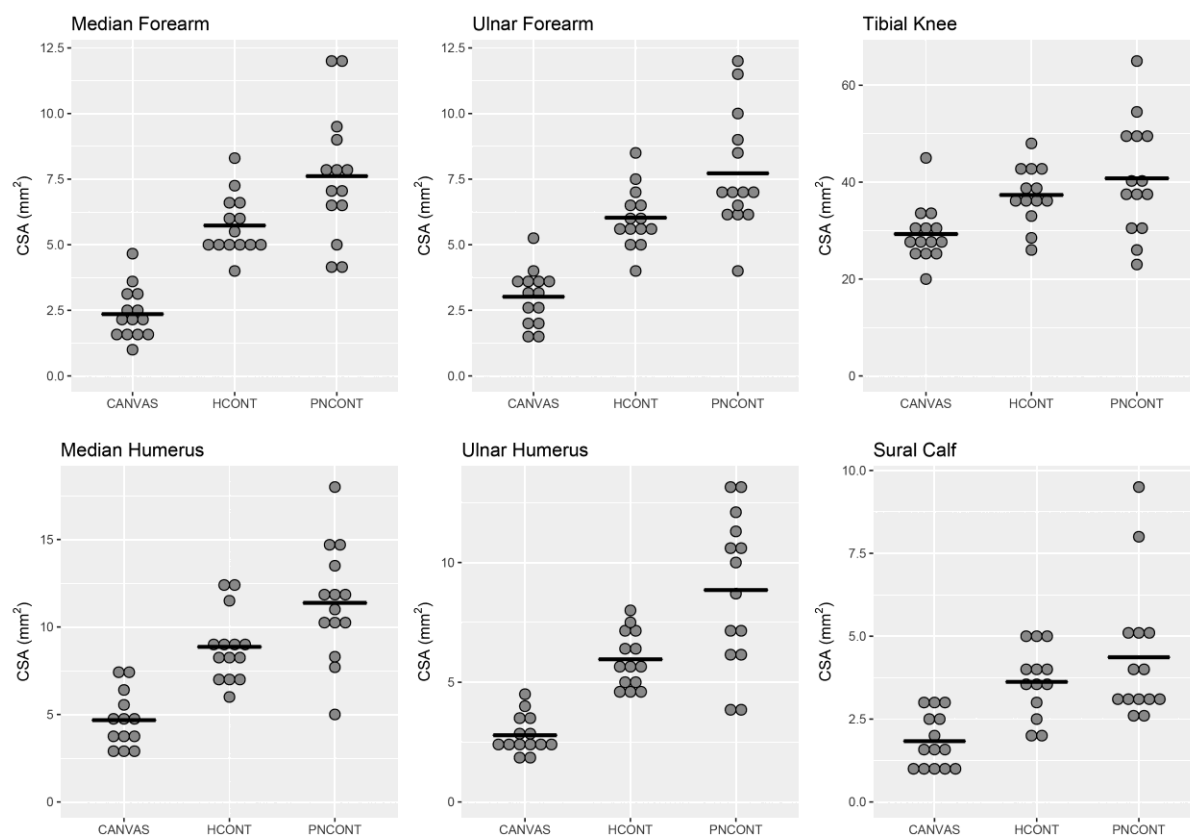 Median Forearm
CSA (mm²)
12.5
10.0
7.5
5.0
2.5
0.0
CANVAS HCONT PNCONT
Ulnar Forearm
CSA (mm²)
12.5
10.0
7.5
5.0
2.5
0.0
CANVAS HCONT PNCONT
Tibial Knee
CSA (mm²)
60
40
20
0
CANVAS HCONT PNCONT
Median Humerus
CSA (mm²)
15
10
5
0
CANVAS HCONT PNCONT
Ulnar Humerus
CSA (mm²)
10
5
0
CANVAS HCONT PNCONT
Sural Calf
CSA (mm²)
10.0
7.5
5.0
2.5
0.0
CANVAS HCONT PNCONT